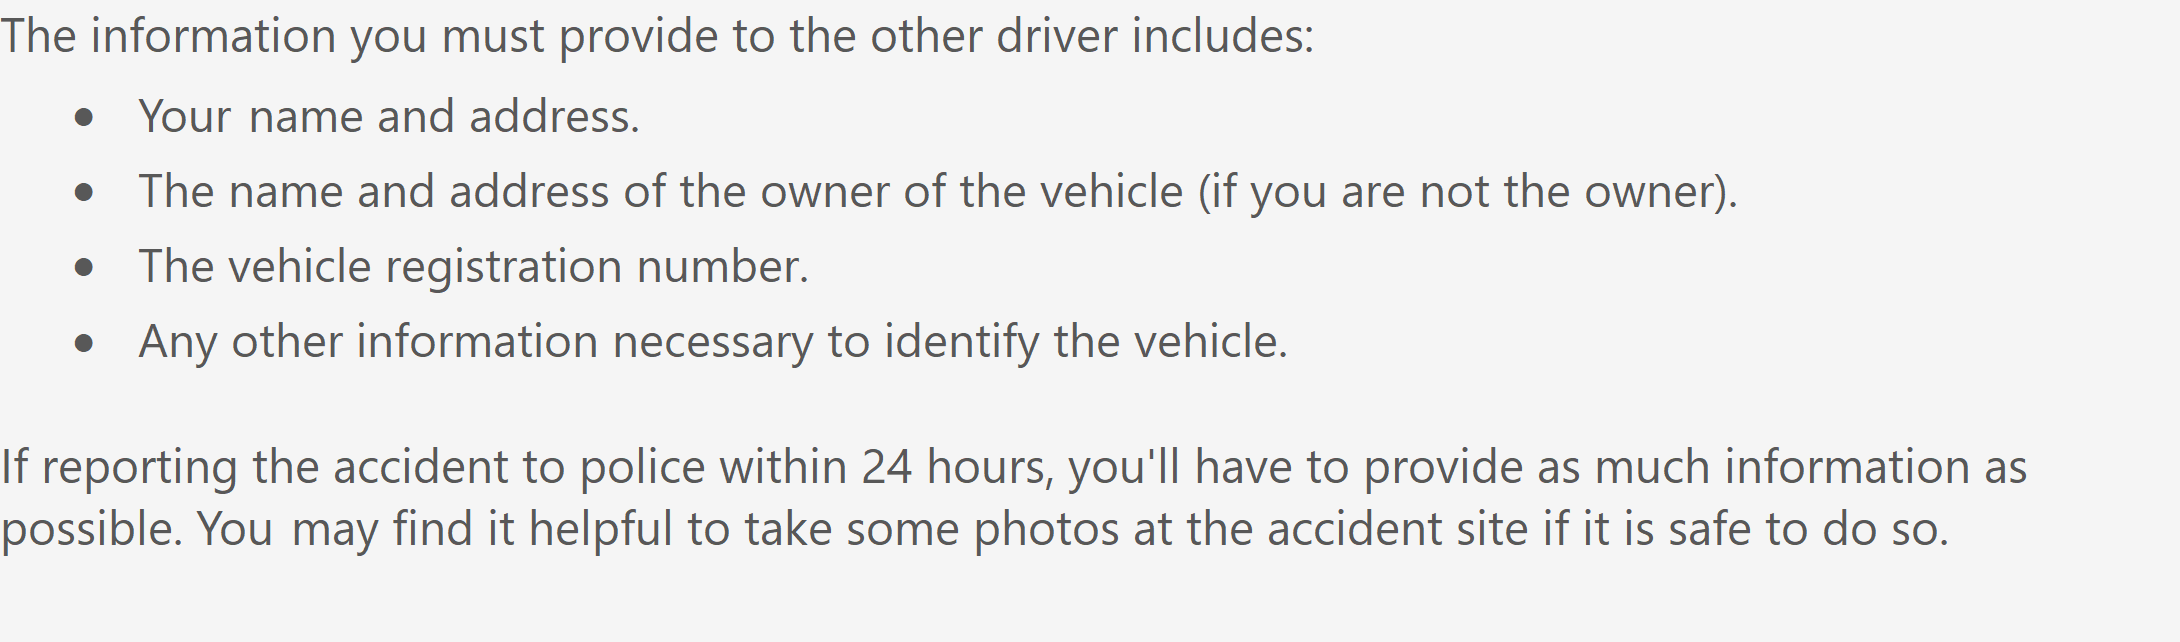 The information you must provide to the other driver includes:
● Your name and address.
● The name and address of the owner of the vehicle (if you are not the owner).
● The vehicle registration number.
● Any other information necessary to identify the vehicle.
If reporting the accident to police within 24 hours, you'll have to provide as much information as
possible. You may find it helpful to take some photos at the accident site if it is safe to do so.